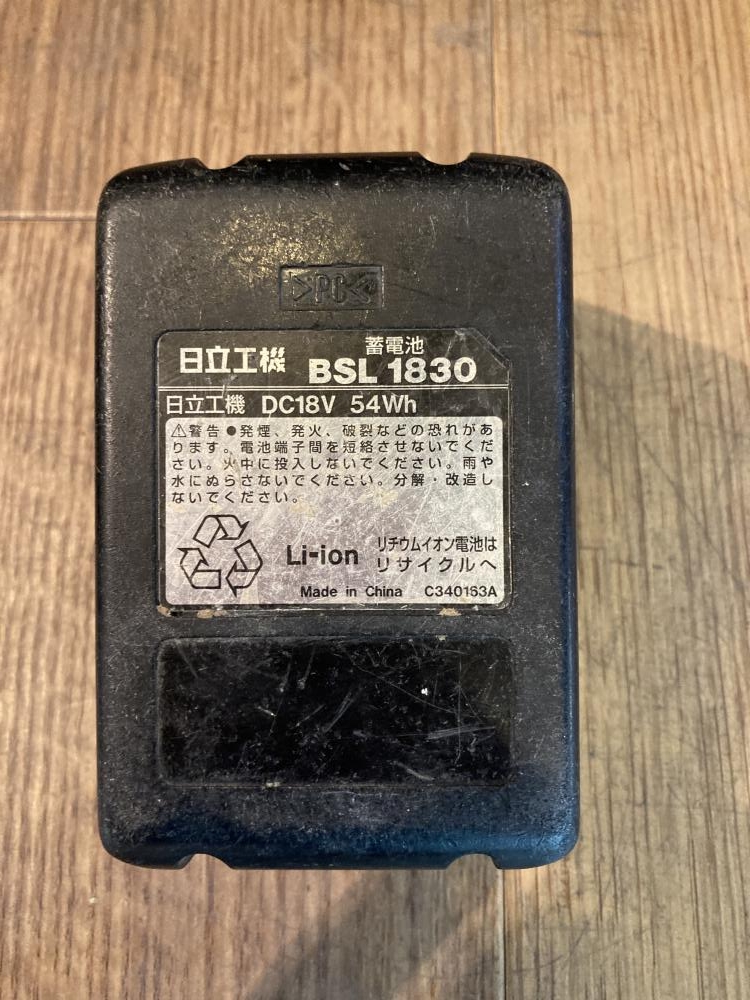 >PC<
蓄電池
日立工機 BSL 1830
日立工機 DC18V 54Wh
⚠警告 ●発煙、発火、破裂などの恐れがあ
ります。電池端子間を短絡させないでくだ
さい。火中に投入しないでください。雨や
水にぬらさないでください。分解・改造し
ないでください。
Li-ion リチウムイオン電池は
リサイクルへ
Made in China C340163A